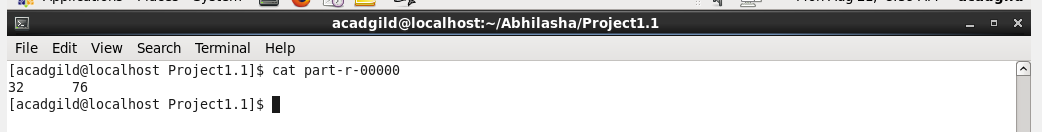 acadgild@localhost:~/Abhilasha/Project1.1
File Edit View Search Terminal Help
[acadgild@localhost Project1.1]$ cat part-r-00000
32 76
[acadgild@localhost Project1.1]$